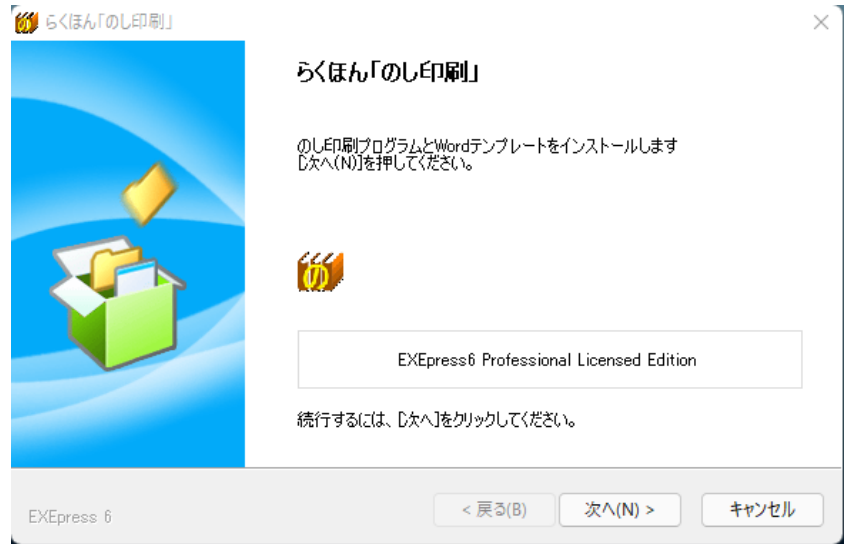 らくほん「のし印刷」
らくほん「のし印刷」
のし印刷プログラムとWordテンプレートをインストールします
[次へ(N)]を押してください。
の
EXEpress6 Professional Licensed Edition
続行するには、[次へ]をクリックしてください。
EXEpress 6
< 戻る(B)
次へ(N) >
キャンセル